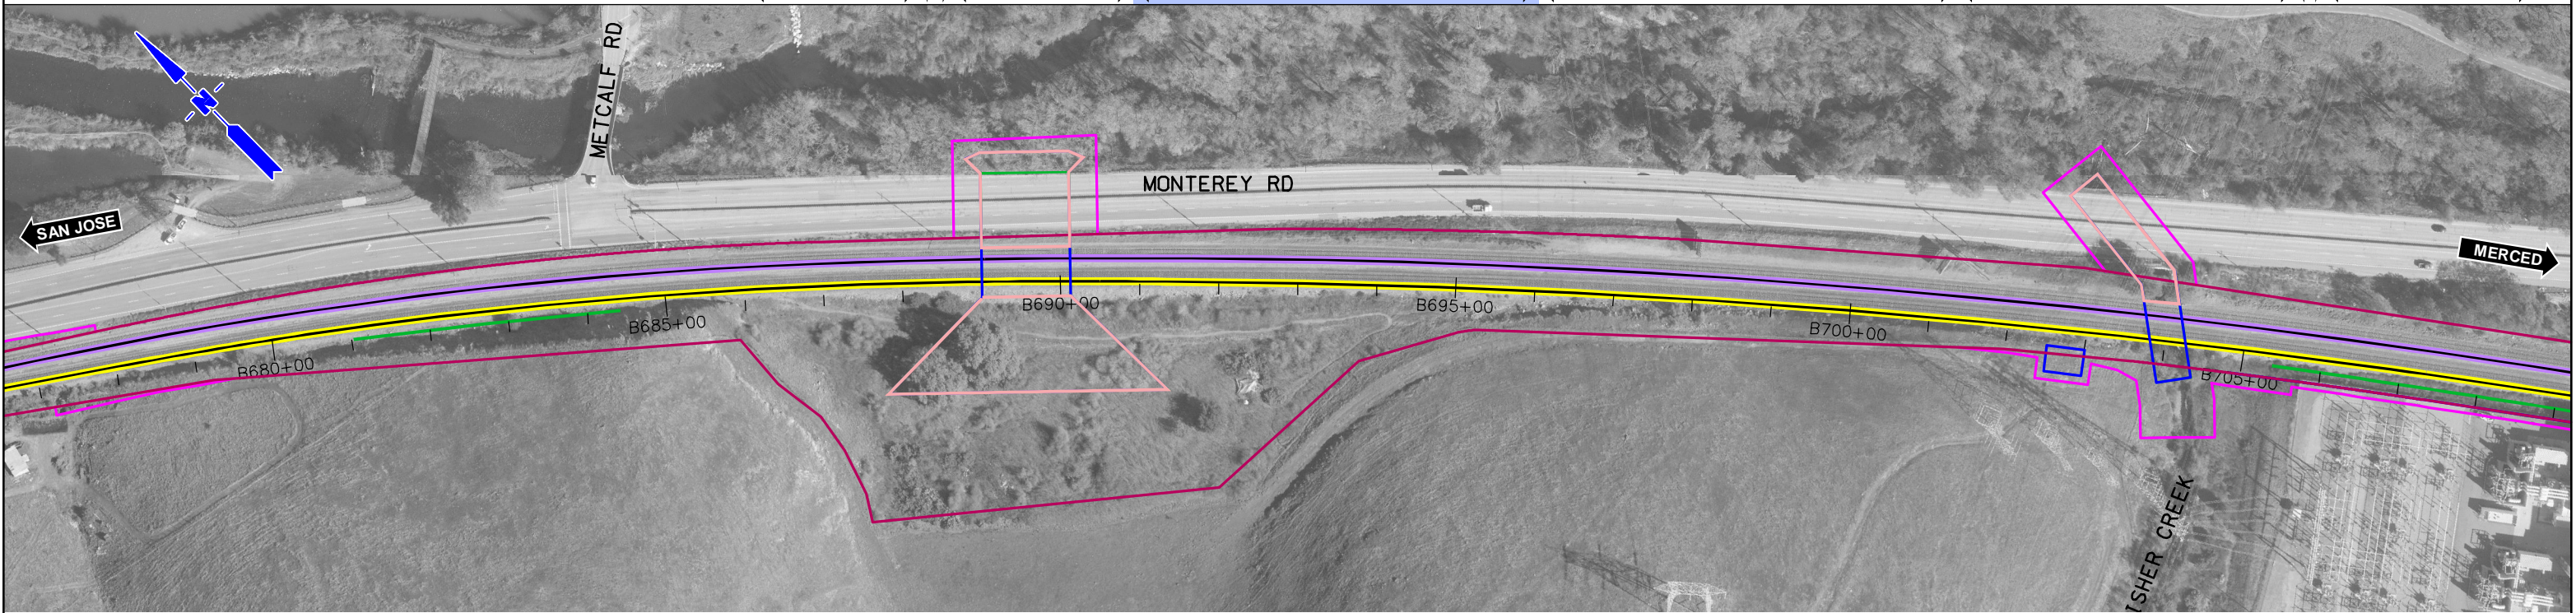 METCALF RD
N
MONTEREY RD
SAN JOSE
MERCED
B680+00
B685+00
B690+00
B695+00
B700+00
B705+00
ISHER CREEK